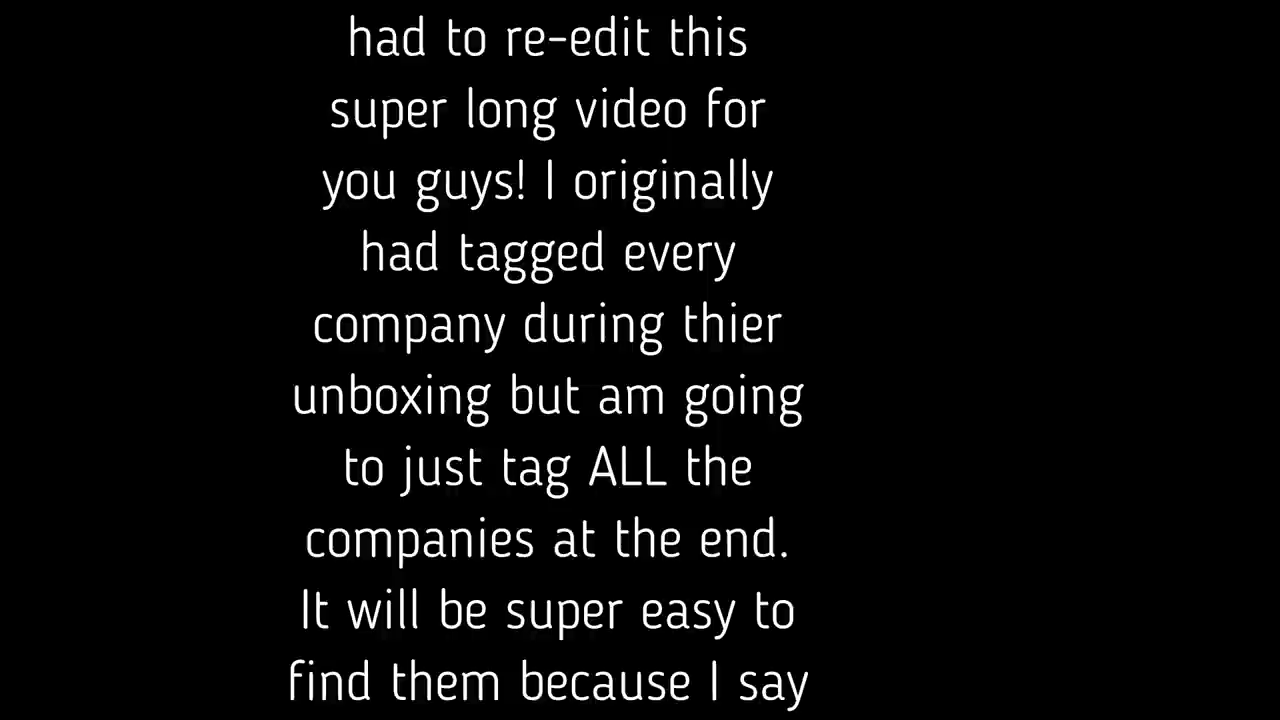 had to re-edit this
super long video for
you guys! I originally
had tagged every
company during thier
unboxing but am going
to just tag ALL the
companies at the end.
It will be super easy to
find them because I say